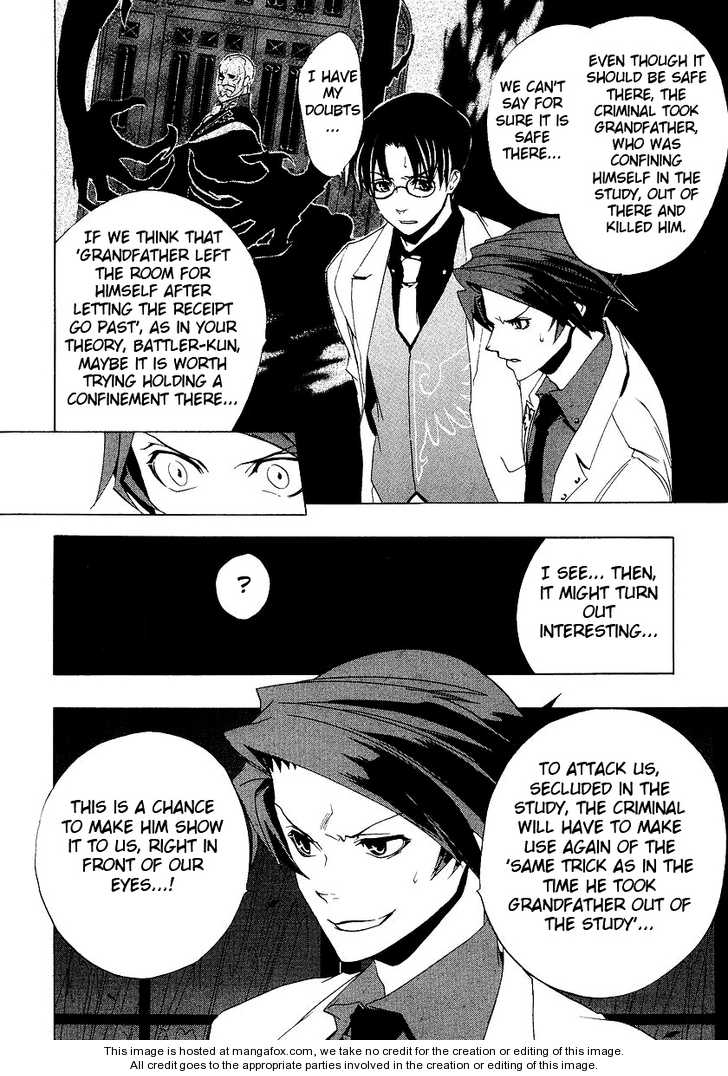 EVEN THOUGH IT
SHOULD BE SAFE
THERE, THE
CRIMINAL TOOK
GRANDFATHER,
WHO WAS
CONFINING
HIMSELF IN
THE STUDY, OUT
OF THERE AND
KILLED HIM.
WE CAN'T
SAY FOR
SURE IT IS
SAFE
THERE...
I HAVE
MY
DOUBTS
...
IF WE THINK THAT
'GRANDFATHER LEFT
THE ROOM FOR
HIMSELF AFTER
LETTING THE RECEIPT
GO PAST', AS IN YOUR
THEORY, BATTLER-KUN,
MAYBE IT IS WORTH
TRYING HOLDING A
CONFINEMENT THERE...
I SEE... THEN,
IT MIGHT TURN
OUT
INTERESTING...
?
TO ATTACK US,
SECLUDED IN THE
STUDY, THE CRIMINAL
WILL HAVE TO MAKE
USE AGAIN OF THE
'SAME TRICK AS IN THE
TIME HE TOOK
GRANDFATHER OUT OF
THE STUDY'...
THIS IS A CHANCE
TO MAKE HIM SHOW
IT TO US, RIGHT IN
FRONT OF OUR
EYES...!
This image is hosted at mangafox.com, we take no credit for the creation or editing of this image.
All credit goes to the appropriate parties involved in the creation or editing of this image.